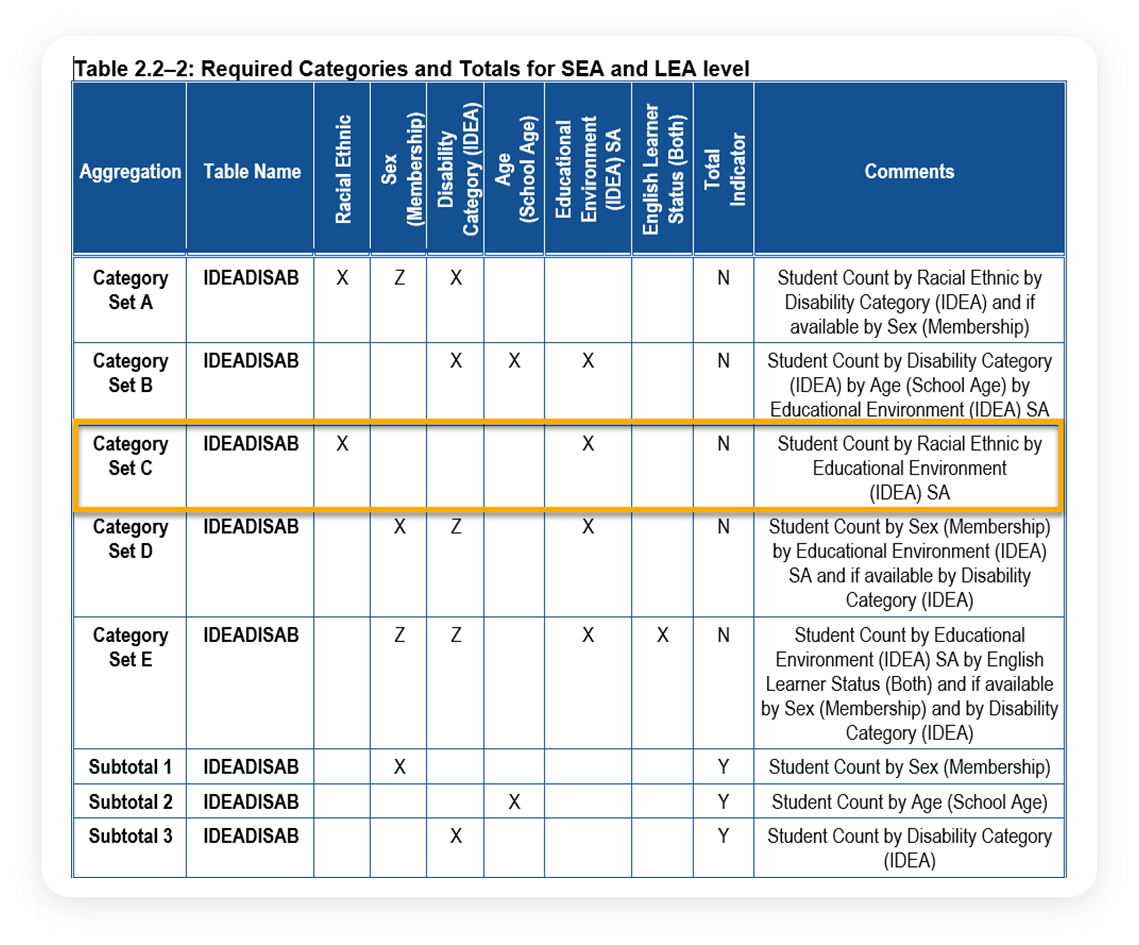 Table 2.2–2: Required Categories and Totals for SEA and LEA level
Aggregation
Table Name
Racial Ethnic
Sex
(Membership)
Disability
Category (IDEA)
Age
(School Age)
Educational
Environment
(IDEA) SA
English Learner
Status (Both)
Total
Indicator
Comments
Category
Set A
IDEADISAB
X
Z
X
N
Student Count by Racial Ethnic by
Disability Category (IDEA) and if
available by Sex (Membership)
Category
Set B
IDEADISAB
X
X
X
N
Student Count by Disability Category
(IDEA) by Age (School Age) by
Educational Environment (IDEA) SA
Category
Set C
IDEADISAB
X
X
N
Student Count by Racial Ethnic by
Educational Environment
(IDEA) SA
Category
Set D
IDEADISAB
X
Z
X
N
Student Count by Sex (Membership)
by Educational Environment (IDEA)
SA and if available by Disability
Category (IDEA)
Category
Set E
IDEADISAB
Z
Z
X
X
N
Student Count by Educational
Environment (IDEA) SA by English
Learner Status (Both) and if available
by Sex (Membership) and by Disability
Category (IDEA)
Subtotal 1
IDEADISAB
X
Y
Student Count by Sex (Membership)
Subtotal 2
IDEADISAB
X
Y
Student Count by Age (School Age)
Subtotal 3
IDEADISAB
X
Y
Student Count by Disability Category
(IDEA)